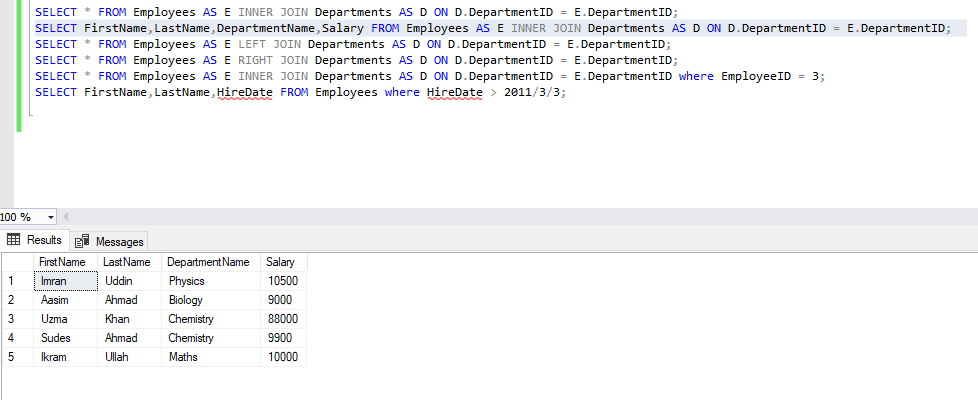 SELECT * FROM Employees AS E INNER JOIN Departments AS D ON D.DepartmentID = E.DepartmentID;
SELECT FirstName,LastName,DepartmentName,Salary FROM Employees AS E INNER JOIN Departments AS D ON D.DepartmentID = E.DepartmentID;
SELECT * FROM Employees AS E LEFT JOIN Departments AS D ON D.DepartmentID = E.DepartmentID;
SELECT * FROM Employees AS E RIGHT JOIN Departments AS D ON D.DepartmentID = E.DepartmentID;
SELECT * FROM Employees AS E INNER JOIN Departments AS D ON D.DepartmentID = E.DepartmentID where EmployeeID = 3;
SELECT FirstName,LastName,HireDate FROM Employees where HireDate > 2011/3/3;
100 %
Results Messages
FirstName LastName DepartmentName Salary
1 Imran Uddin Physics 10500
2 Aasim Ahmad Biology 9000
3 Uzma Khan Chemistry 88000
4 Sudes Ahmad Chemistry 9900
5 Ikram Ullah Maths 10000